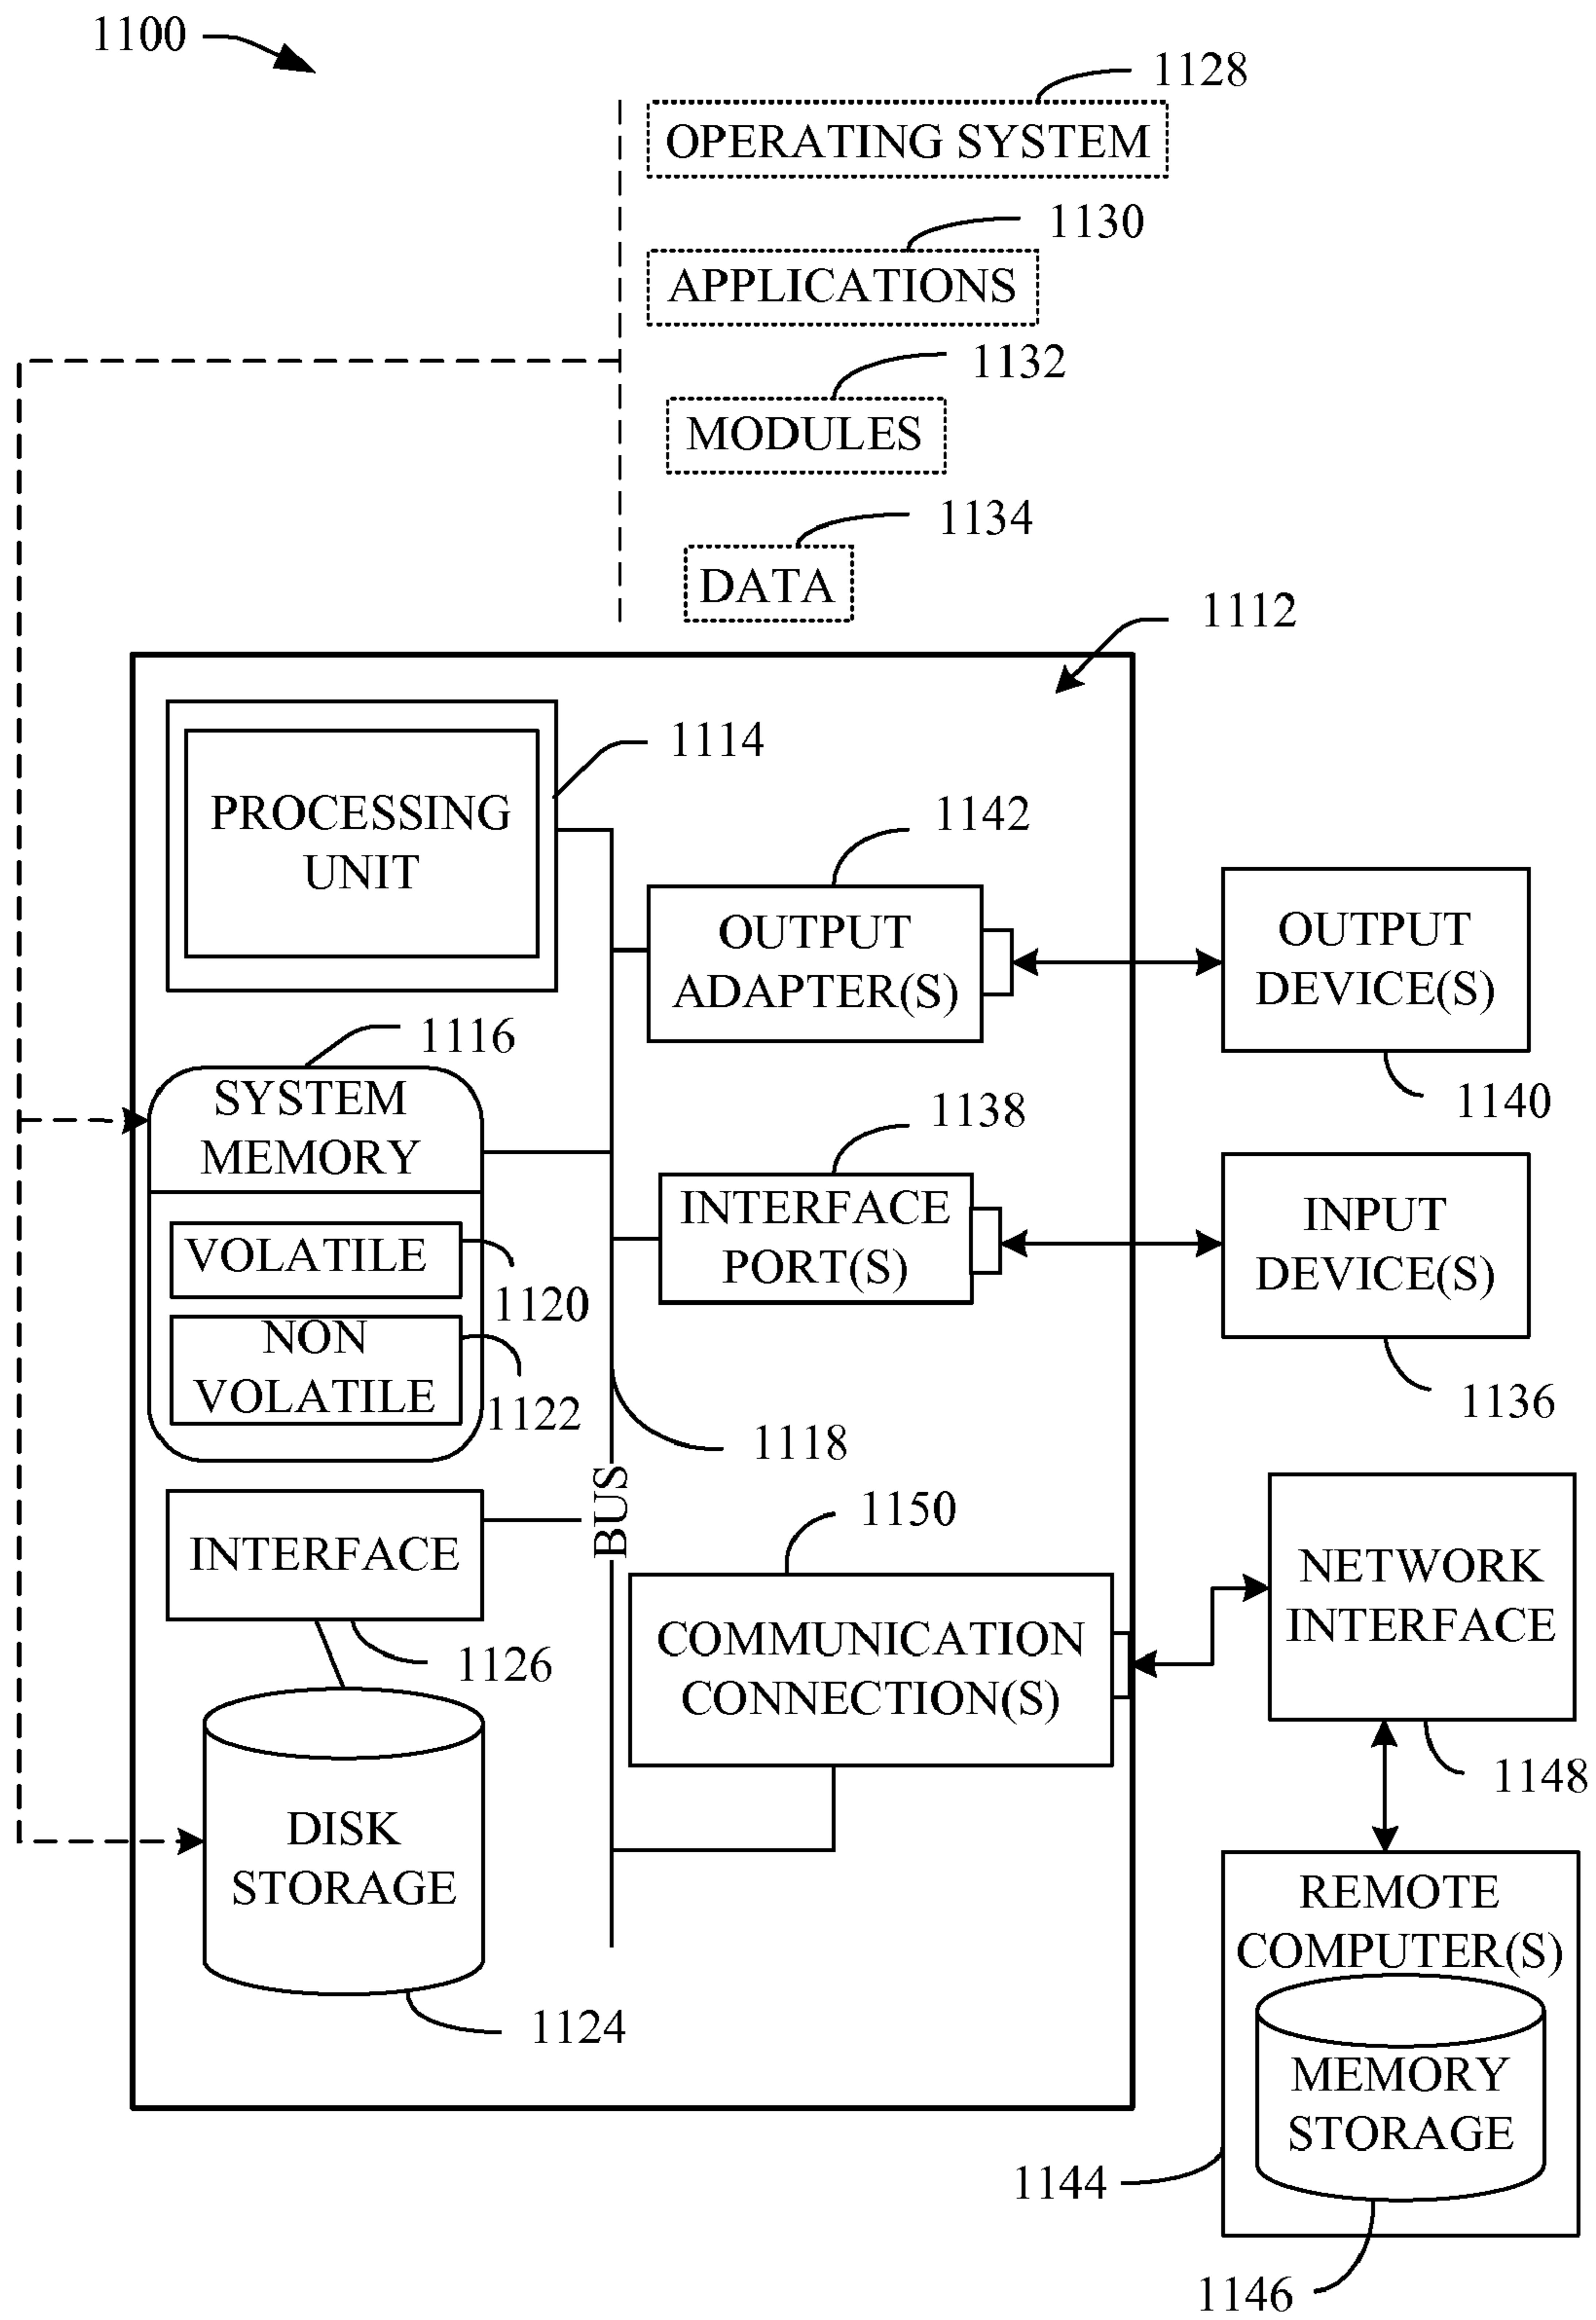 1100
1128
OPERATING SYSTEM
1130
APPLICATIONS
1132
MODULES
1134
DATA
1112
1114
PROCESSING
UNIT
1142
OUTPUT
ADAPTER(S)
OUTPUT
DEVICE(S)
1140
1116
SYSTEM
MEMORY
VOLATILE
1120
NON
VOLATILE
1122
1138
INTERFACE
PORT(S)
INPUT
DEVICE(S)
1136
1118
BUS
INTERFACE
1126
1150
COMMUNICATION
CONNECTION(S)
NETWORK
INTERFACE
1148
DISK
STORAGE
1124
REMOTE
COMPUTER(S)
MEMORY
STORAGE
1144
1146